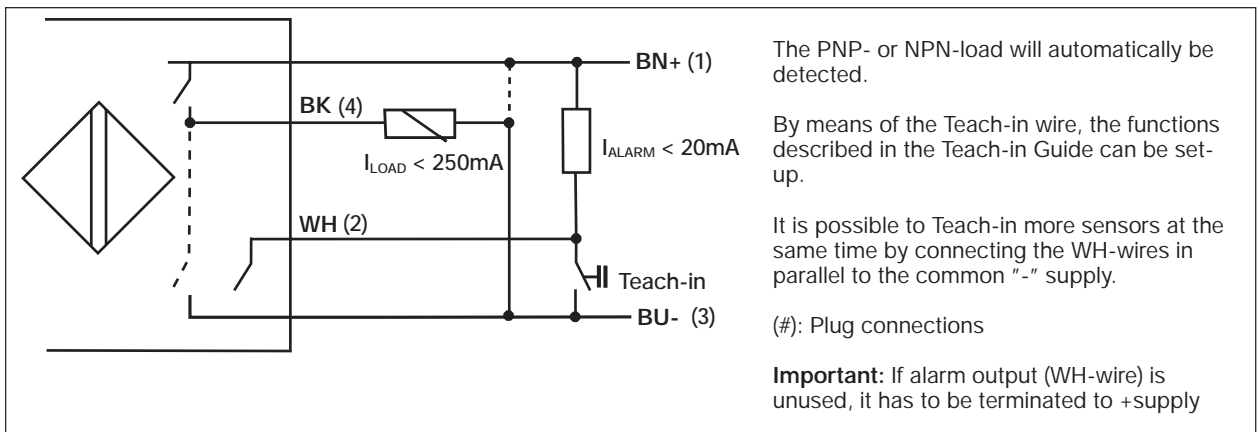 BN+ (1)
BK (4)
I_LOAD < 250mA
I_ALARM < 20mA
WH (2)
Teach-in
BU- (3)
The PNP- or NPN-load will automatically be
detected.
By means of the Teach-in wire, the functions
described in the Teach-in Guide can be set-
up.
It is possible to Teach-in more sensors at the
same time by connecting the WH-wires in
parallel to the common "-" supply.
(#): Plug connections
Important: If alarm output (WH-wire) is
unused, it has to be terminated to +supply